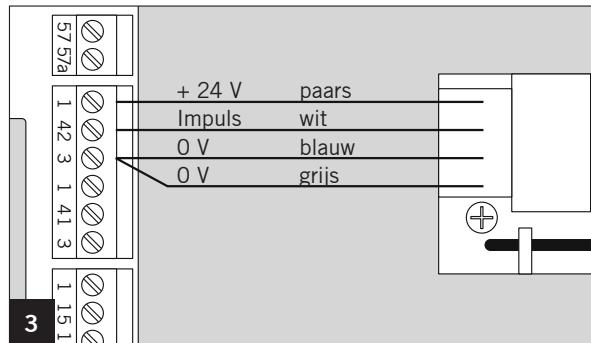 57
57a
1
42
3
1
41
3
1
15
1
+ 24 V paars
Impuls wit
0 V blauw
0 V grijs
3